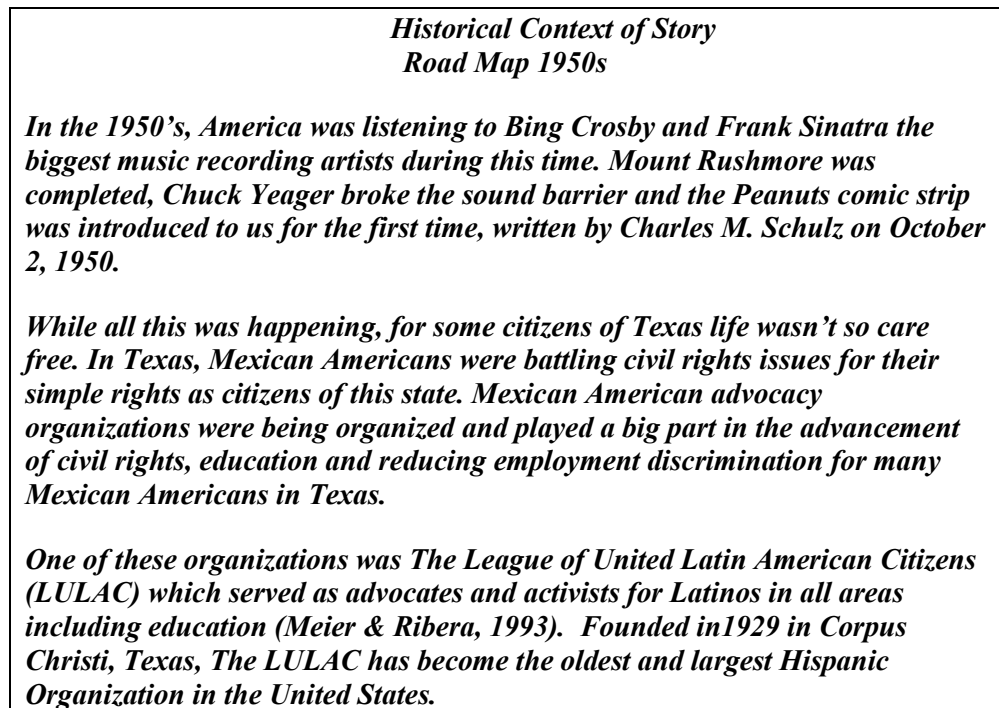 Historical Context of Story
Road Map 1950s
In the 1950’s, America was listening to Bing Crosby and Frank Sinatra the
biggest music recording artists during this time. Mount Rushmore was
completed, Chuck Yeager broke the sound barrier and the Peanuts comic strip
was introduced to us for the first time, written by Charles M. Schulz on October
2, 1950.
While all this was happening, for some citizens of Texas life wasn’t so care
free. In Texas, Mexican Americans were battling civil rights issues for their
simple rights as citizens of this state. Mexican American advocacy
organizations were being organized and played a big part in the advancement
of civil rights, education and reducing employment discrimination for many
Mexican Americans in Texas.
One of these organizations was The League of United Latin American Citizens
(LULAC) which served as advocates and activists for Latinos in all areas
including education (Meier & Ribera, 1993).  Founded in1929 in Corpus
Christi, Texas, The LULAC has become the oldest and largest Hispanic
Organization in the United States.